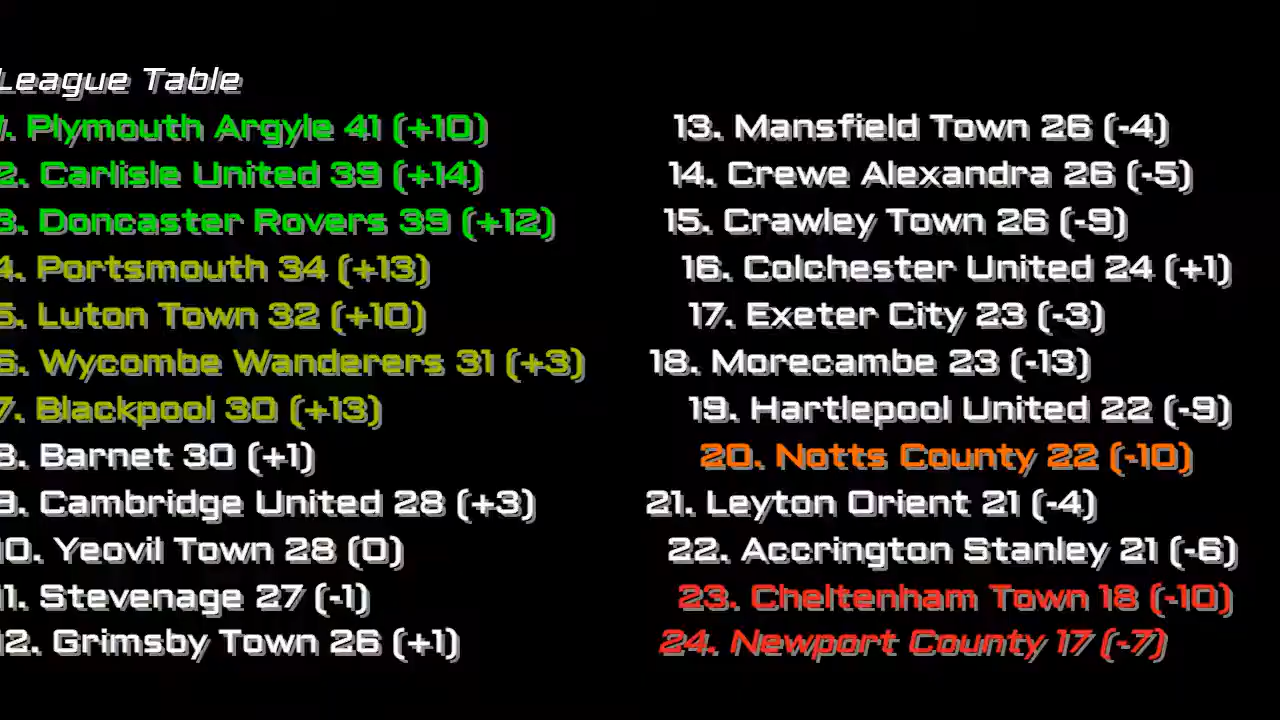 League Table
1. Plymouth Argyle 41 (+10)
2. Carlisle United 39 (+14)
3. Doncaster Rovers 39 (+12)
4. Portsmouth 34 (+13)
5. Luton Town 32 (+10)
6. Wycombe Wanderers 31 (+3)
7. Blackpool 30 (+13)
8. Barnet 30 (+1)
9. Cambridge United 28 (+3)
10. Yeovil Town 28 (0)
11. Stevenage 27 (-1)
12. Grimsby Town 26 (+1)
13. Mansfield Town 26 (-4)
14. Crewe Alexandra 26 (-5)
15. Crawley Town 26 (-9)
16. Colchester United 24 (+1)
17. Exeter City 23 (-3)
18. Morecambe 23 (-13)
19. Hartlepool United 22 (-9)
20. Notts County 22 (-10)
21. Leyton Orient 21 (-4)
22. Accrington Stanley 21 (-6)
23. Cheltenham Town 18 (-10)
24. Newport County 17 (-7)